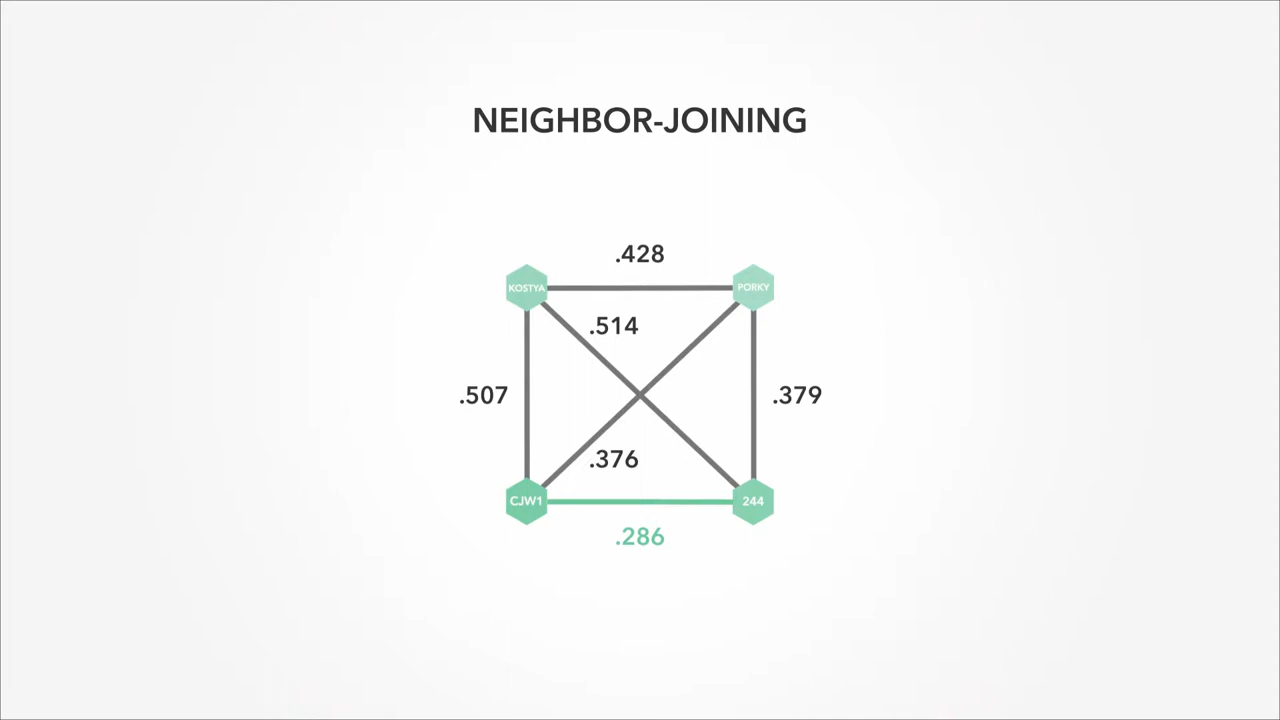 NEIGHBOR-JOINING
.428
KOSTYA
PORKY
.514
.507
.379
.376
CJW1
244
.286